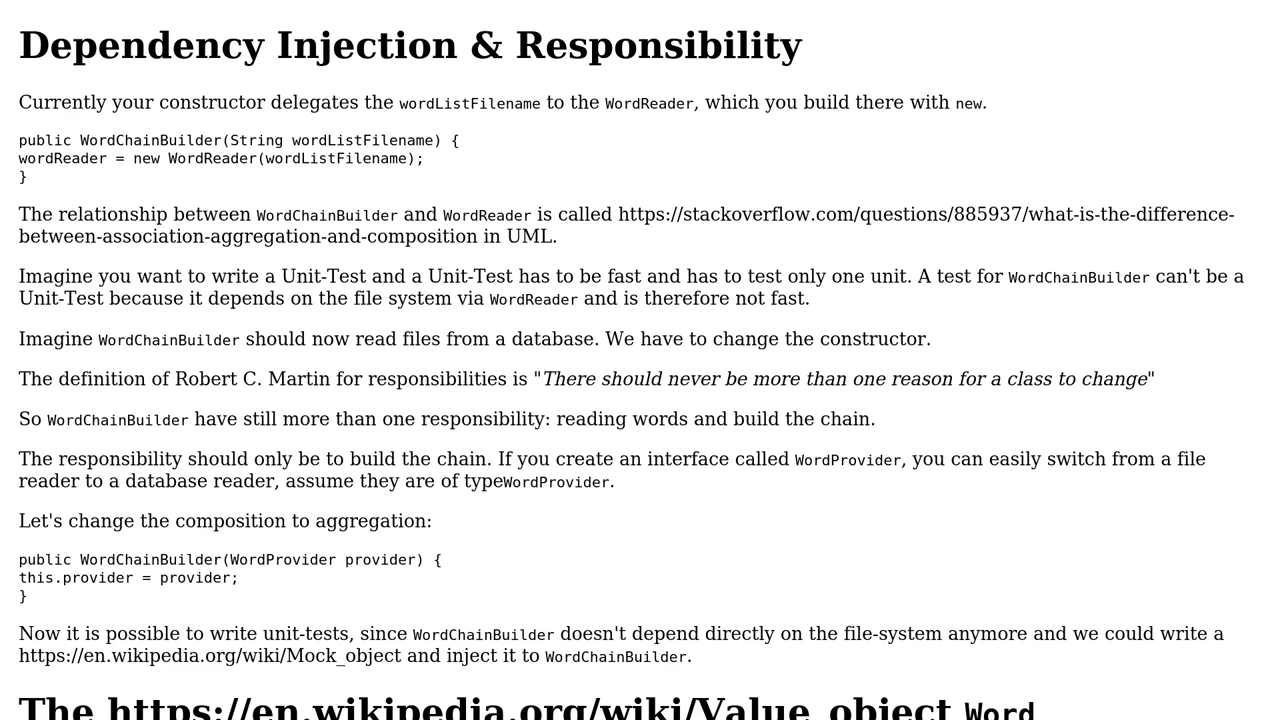 Dependency Injection & Responsibility
Currently your constructor delegates the wordListFilename to the WordReader, which you build there with new.
public WordChainBuilder(String wordListFilename) {
wordReader = new WordReader(wordListFilename);
}
The relationship between WordChainBuilder and WordReader is called https://stackoverflow.com/questions/885937/what-is-the-difference-
between-association-aggregation-and-composition in UML.
Imagine you want to write a Unit-Test and a Unit-Test has to be fast and has to test only one unit. A test for WordChainBuilder can't be a
Unit-Test because it depends on the file system via WordReader and is therefore not fast.
Imagine WordChainBuilder should now read files from a database. We have to change the constructor.
The definition of Robert C. Martin for responsibilities is "There should never be more than one reason for a class to change"
So WordChainBuilder have still more than one responsibility: reading words and build the chain.
The responsibility should only be to build the chain. If you create an interface called WordProvider, you can easily switch from a file
reader to a database reader, assume they are of typeWordProvider.
Let's change the composition to aggregation:
public WordChainBuilder(WordProvider provider) {
this.provider = provider;
}
Now it is possible to write unit-tests, since WordChainBuilder doesn't depend directly on the file-system anymore and we could write a
https://en.wikipedia.org/wiki/Mock_object and inject it to WordChainBuilder.
The https://en.wikipedia.org/wiki/Value_object Word